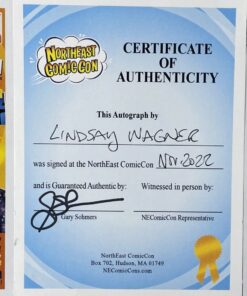 NORTHEAST
COMIC CON
CERTIFICATE
OF
AUTHENTICITY
This Autograph by
LINDSAY WAGNER
was signed at the NorthEast ComicCon Nov. 2022
and is Guaranteed Authentic by: Witnessed in person by:
Gary Sohmers NEComicCon Representative
NorthEast ComicCon
Box 702, Hudson, MA 01749
NEComicCons.com